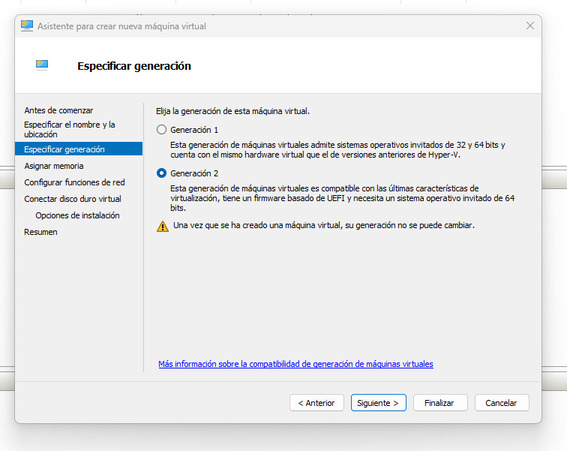 Asistente para crear nueva máquina virtual
Especificar generación
Antes de comenzar
Especificar el nombre y la
ubicación
Especificar generación
Asignar memoria
Configurar funciones de red
Conectar disco duro virtual
Opciones de instalación
Resumen
Elija la generación de esta máquina virtual.
Generación 1
Esta generación de máquinas virtuales admite sistemas operativos invitados de 32 y 64 bits y
cuenta con el mismo hardware virtual que el de versiones anteriores de Hyper-V.
Generación 2
Esta generación de máquinas virtuales es compatible con las últimas características de
virtualización, tiene un firmware basado de UEFI y necesita un sistema operativo invitado de 64
bits.
Una vez que se ha creado una máquina virtual, su generación no se puede cambiar.
Más información sobre la compatibilidad de generación de máquinas virtuales
< Anterior
Siguiente >
Finalizar
Cancelar